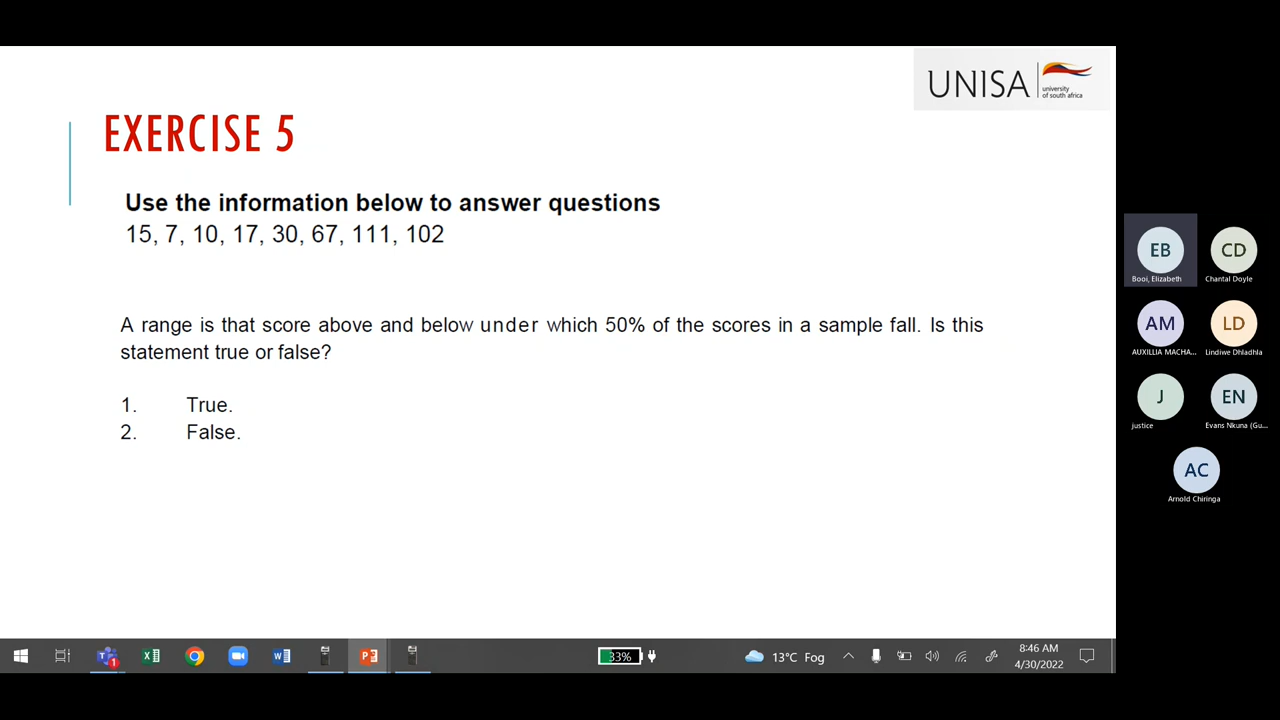 UNISA
university
of south africa
EXERCISE 5
Use the information below to answer questions
15, 7, 10, 17, 30, 67, 111, 102
A range is that score above and below under which 50% of the scores in a sample fall. Is this
statement true or false?
1. True.
2. False.
EB
Booi, Elizabeth
CD
Chantal Doyle
AM
AUXILLIA MACHA...
LD
Lindiwe Dhladhla
J
justice
EN
Evans Nkuna (Gu...
AC
Arnold Chiringa
1
33%
13°C Fog
8:46 AM
4/30/2022